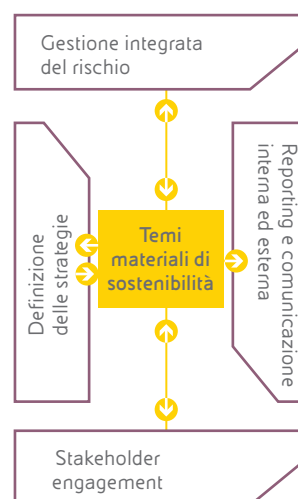 Gestione integrata
del rischio
Definizione
delle strategie
Temi
materiali di
sostenibilità
Reporting e comunicazione
interna ed esterna
Stakeholder
engagement